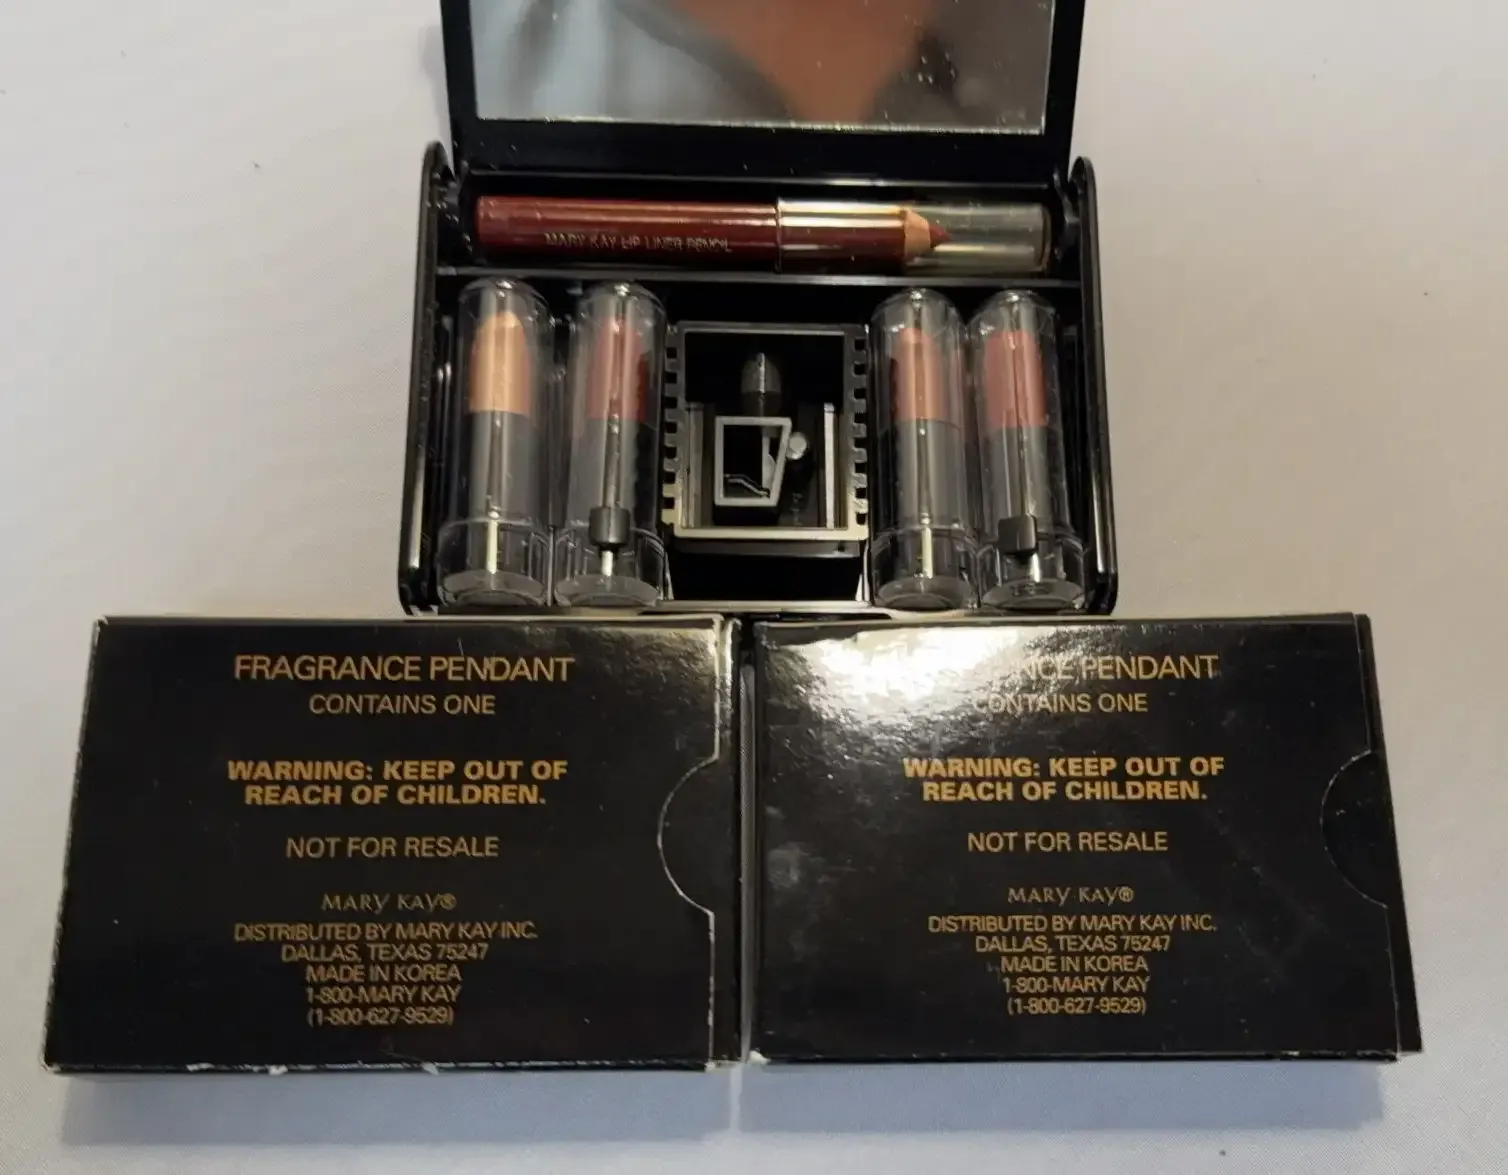 MARY KAY LIP LINER PENCIL
FRAGRANCE PENDANT
CONTAINS ONE
WARNING: KEEP OUT OF
REACH OF CHILDREN.
NOT FOR RESALE
MARY KAY®
DISTRIBUTED BY MARY KAY INC.
DALLAS, TEXAS 75247
MADE IN KOREA
1-800-MARY KAY
(1-800-627-9529)
PENDANT
CONTAINS ONE
WARNING: KEEP OUT OF
REACH OF CHILDREN.
NOT FOR RESALE
MARY KAY®
DISTRIBUTED BY MARY KAY INC.
DALLAS, TEXAS 75247
MADE IN KOREA
1-800-MARY KAY
(1-800-627-9529)